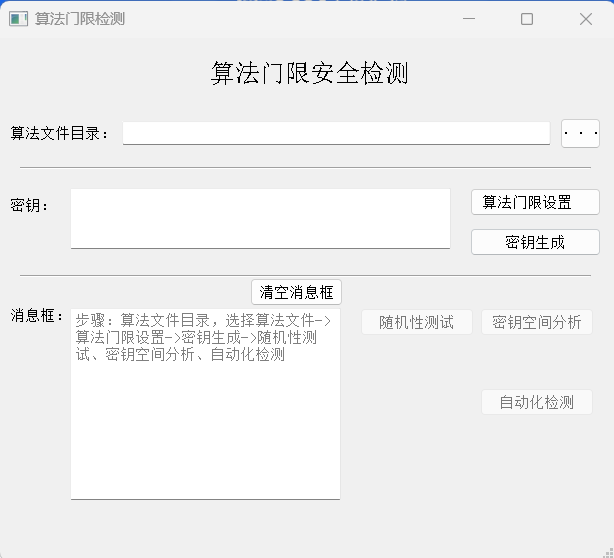 算法门限检测
算法门限安全检测
算法文件目录：
· · ·
密钥：
算法门限设置
密钥生成
清空消息框
消息框：
步骤：算法文件目录，选择算法文件->
算法门限设置->密钥生成->随机性测
试、密钥空间分析、自动化检测
随机性测试
密钥空间分析
自动化检测